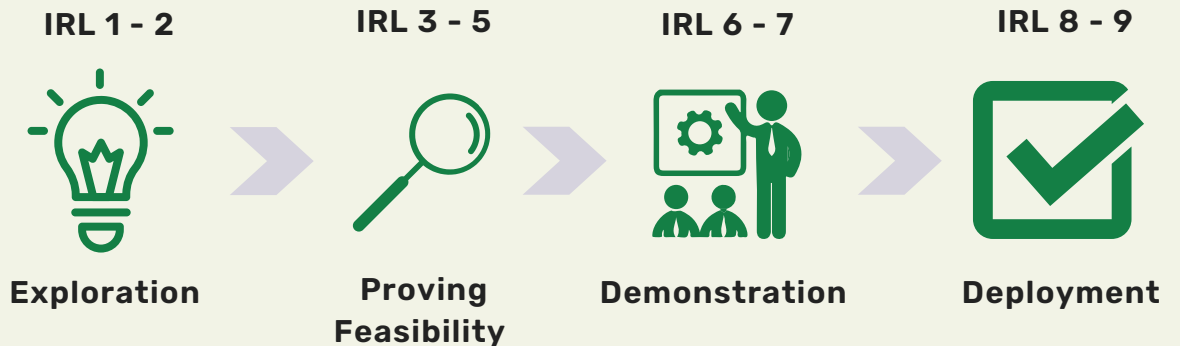 IRL 1 - 2
IRL 3 - 5
IRL 6 - 7
IRL 8 - 9
Exploration
Proving
Feasibility
Demonstration
Deployment